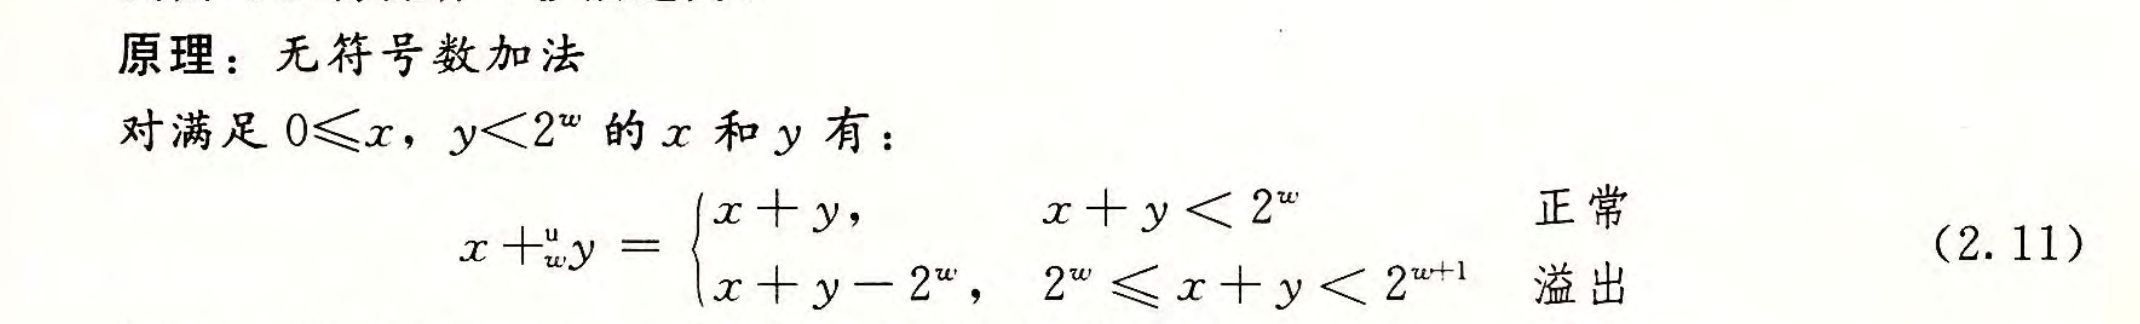 原理：无符号数加法
对满足 0⩽x，y<2^w 的 x 和 y 有：
x +^u_w y = { x + y, x + y < 2^w 正常
x + y − 2^w, 2^w ⩽ x + y < 2^{w+1} 溢出 (2.11)